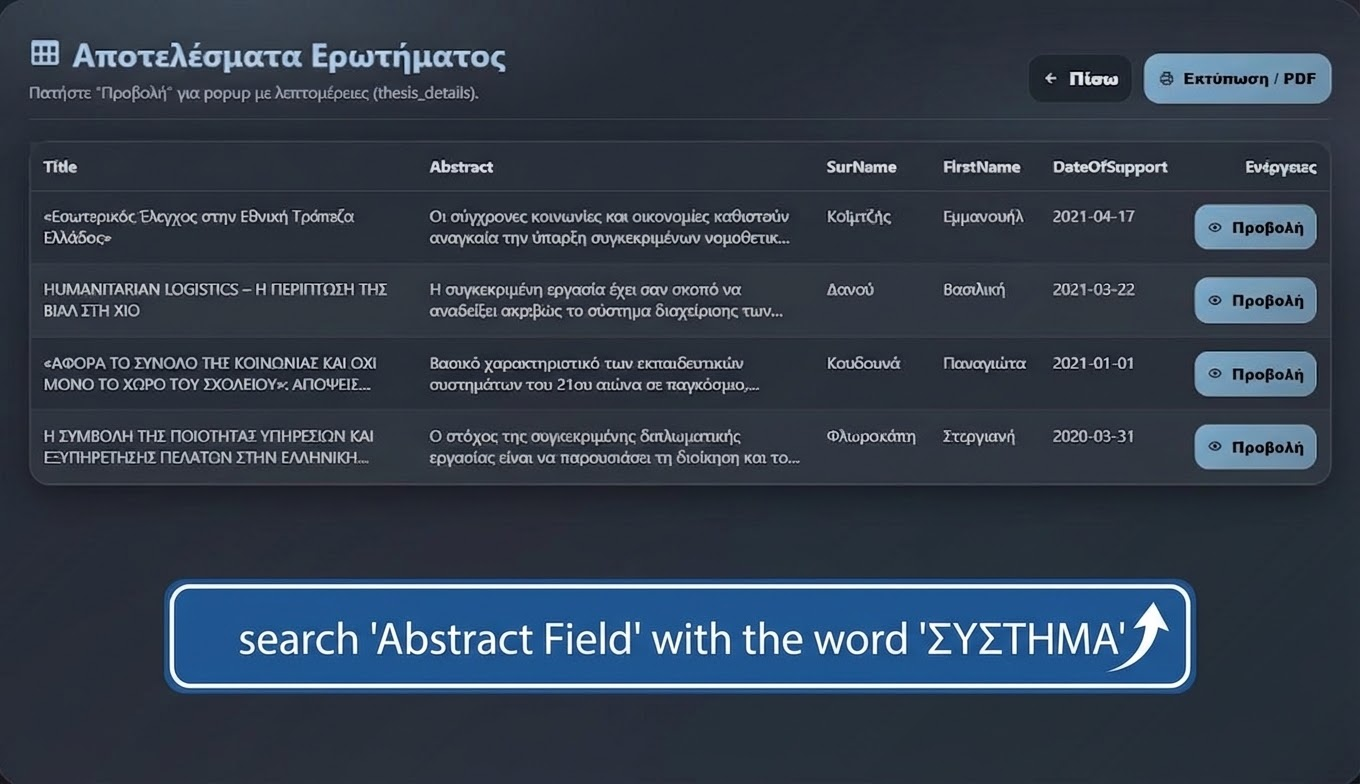 Αποτελέσματα Ερωτήματος
Πατήστε "Προβολή" για popup με λεπτομέρειες (thesis_details).
← Πίσω
Εκτύπωση / PDF
Title Abstract SurName FirstName DateOfSupport Ενέργειες
«Εσωτερικός Έλεγχος στην Εθνική Τράπεζα
Ελλάδος»
Οι σύγχρονες κοινωνίες και οικονομίες καθιστούν
αναγκαία την ύπαρξη συγκεκριμένων νομοθετικ...
Εμμανουήλ
2021-04-17
Προβολή
HUMANITARIAN LOGISTICS – Η ΠΕΡΙΠΤΩΣΗ ΤΗΣ
ΒΙΑΛ ΣΤΗ ΧΙΟ
Η συγκεκριμένη εργασία έχει σαν σκοπό να
αναδείξει ακριβώς το σύστημα διαχείρισης των...
Δανού
Βασιλική
2021-03-22
Προβολή
«ΑΦΟΡΑ ΤΟ ΣΥΝΟΛΟ ΤΗΣ ΚΟΙΝΩΝΙΑΣ ΚΑΙ ΟΧΙ
ΜΟΝΟ ΤΟ ΧΩΡΟ ΤΟΥ ΣΧΟΛΕΙΟΥ»: ΑΠΟΨΕΙΣ...
Βασικό χαρακτηριστικό των εκπαιδευτικών
συστημάτων του 21ου αιώνα σε παγκόσμιο,...
Κουδουνά
Παναγιώτα
2021-01-01
Προβολή
Η ΣΥΜΒΟΛΗ ΤΗΣ ΠΟΙΟΤΗΤΑΣ ΥΠΗΡΕΣΙΩΝ ΚΑΙ
ΕΞΥΠΗΡΕΤΗΣΗΣ ΠΕΛΑΤΩΝ ΣΤΗΝ ΕΛΛΗΝΙΚΗ...
Ο στόχος της συγκεκριμένης διπλωματικής
εργασίας είναι να παρουσιάσει τη διοίκηση και το...
Φλωροκάπη
Στεργιανή
2020-03-31
Προβολή
search 'Abstract Field' with the word 'ΣΥΣΤΗΜΑ'